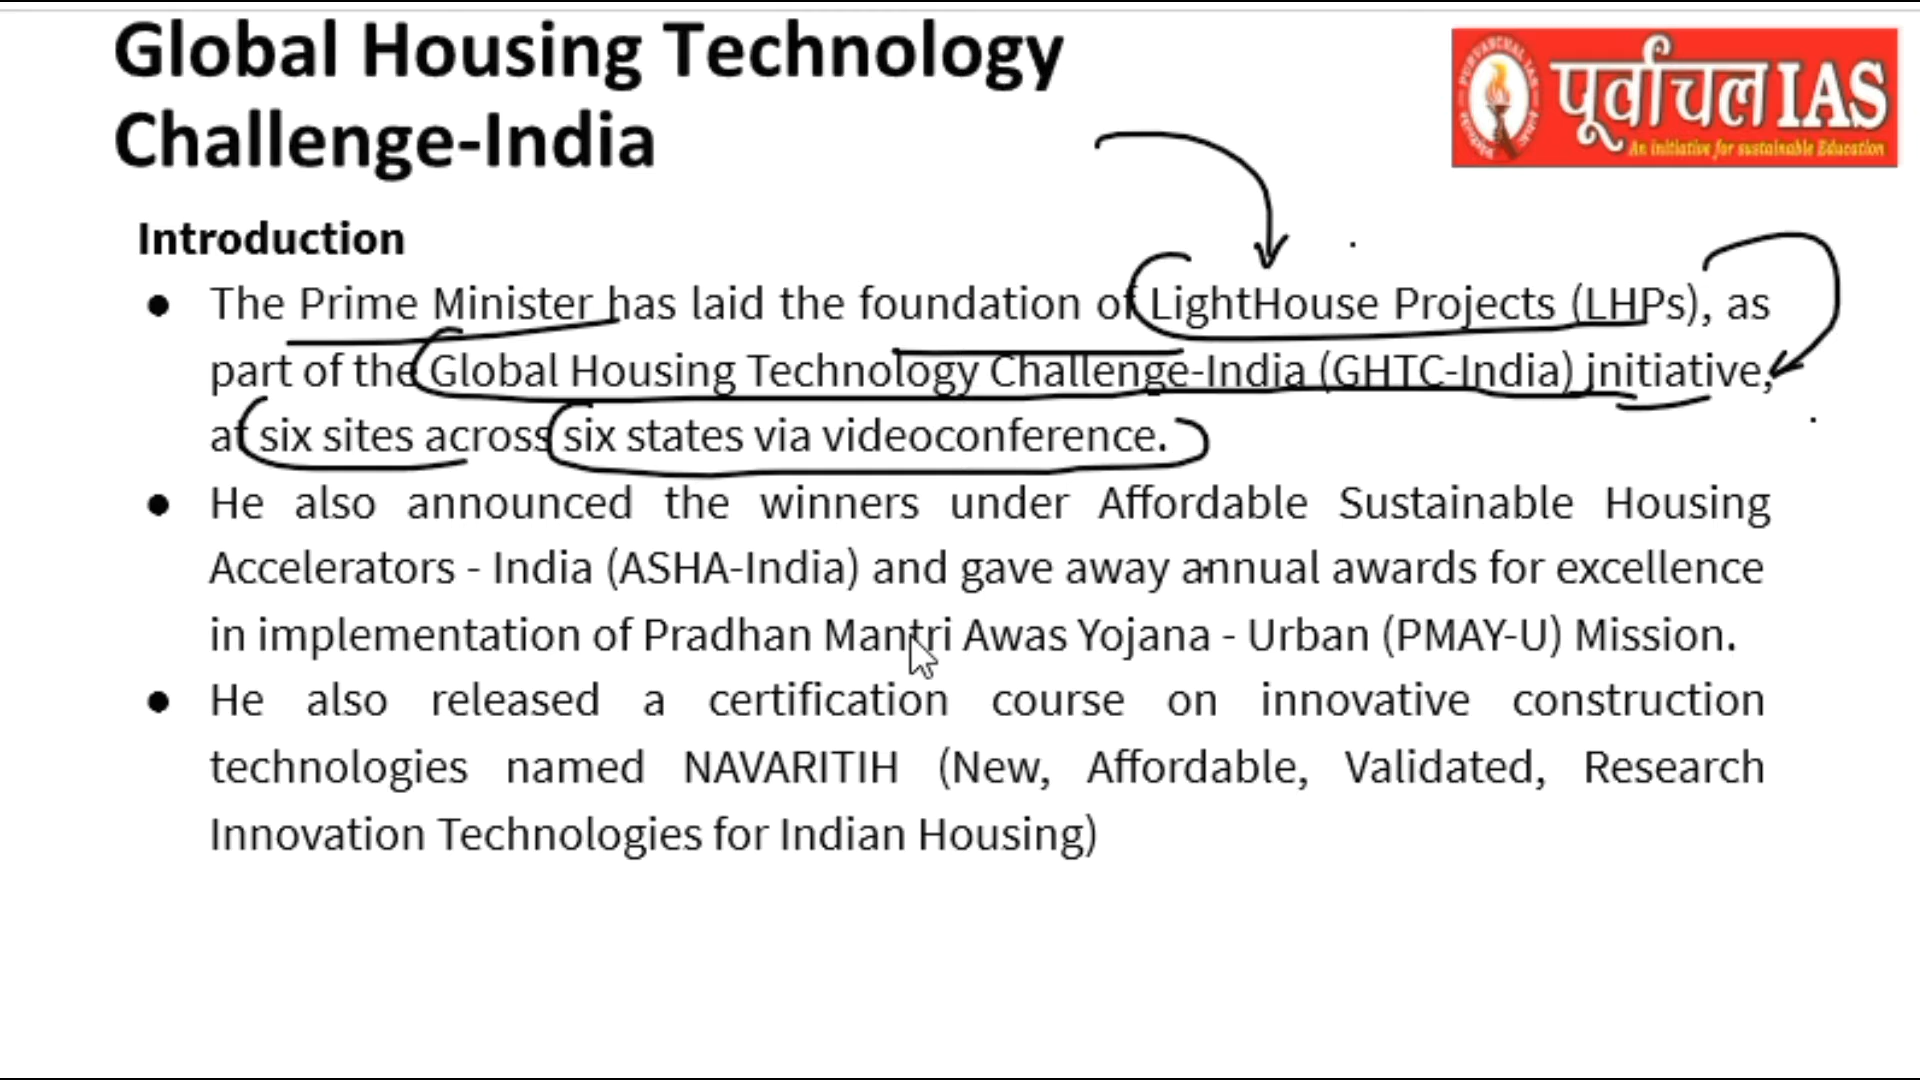 Global Housing Technology
Challenge-India
पूर्वांचल IAS
An initiative for sustainable Education
Introduction
● The Prime Minister has laid the foundation of LightHouse Projects (LHPs), as
part of the Global Housing Technology Challenge-India (GHTC-India) initiative,
at six sites across six states via videoconference.
● He also announced the winners under Affordable Sustainable Housing
Accelerators - India (ASHA-India) and gave away annual awards for excellence
in implementation of Pradhan Mantri Awas Yojana - Urban (PMAY-U) Mission.
● He also released a certification course on innovative construction
technologies named NAVARITIH (New, Affordable, Validated, Research
Innovation Technologies for Indian Housing)